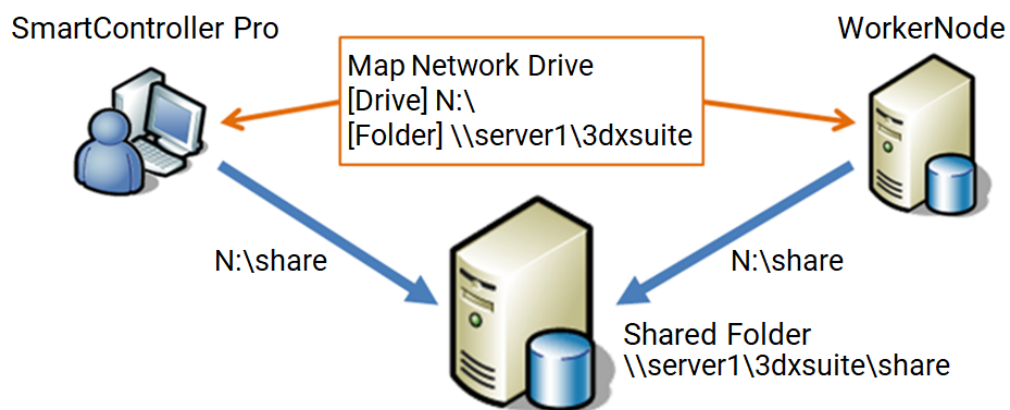 SmartController Pro
WorkerNode
Map Network Drive
[Drive] N:\
[Folder] \\server1\3dxsuite
N:\share
N:\share
Shared Folder
\\server1\3dxsuite\share